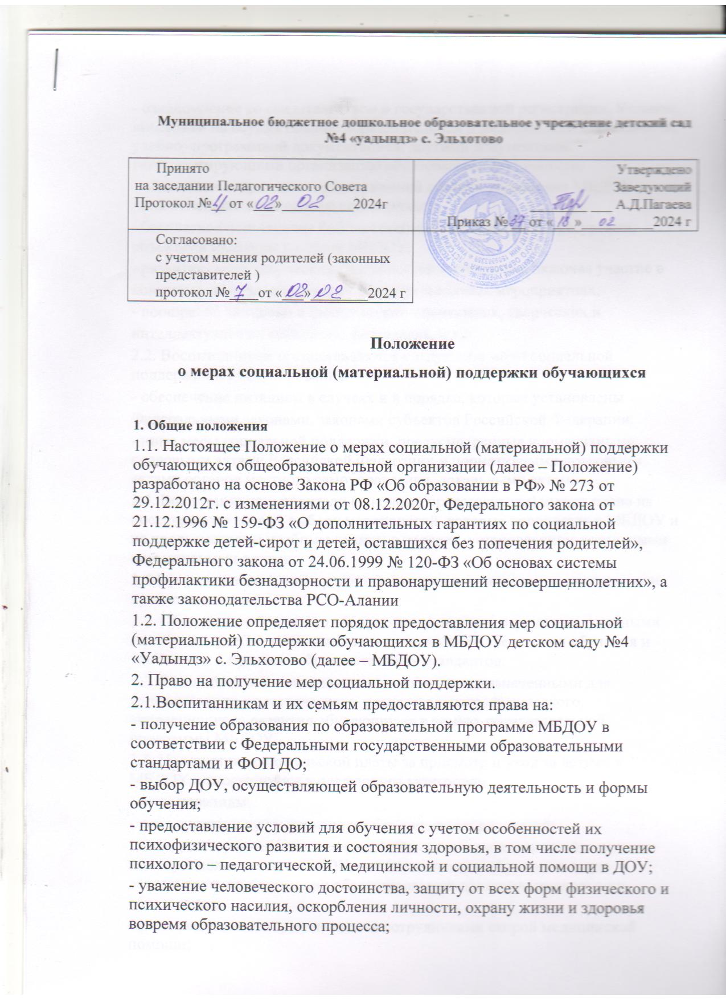 Муниципальное бюджетное дошкольное образовательное учреждение детский сад
№4 «уадындз» с. Эльхотово
Принято
на заседании Педагогического Совета
Протокол № 4 от «02» 02 2024г
Утверждено
Заведующий
А.Д.Пагаева
Приказ № 37 от « 13 » 02 2024 г
Согласовано:
с учетом мнения родителей (законных
представителей )
протокол № 7 от «02» 02 2024 г
Положение
о мерах социальной (материальной) поддержки обучающихся
1. Общие положения
1.1. Настоящее Положение о мерах социальной (материальной) поддержки
обучающихся общеобразовательной организации (далее – Положение)
разработано на основе Закона РФ «Об образовании в РФ» № 273 от
29.12.2012г. с изменениями от 08.12.2020г, Федерального закона от
21.12.1996 № 159-ФЗ «О дополнительных гарантиях по социальной
поддержке детей-сирот и детей, оставшихся без попечения родителей»,
Федерального закона от 24.06.1999 № 120-ФЗ «Об основах системы
профилактики безнадзорности и правонарушений несовершеннолетних», а
также законодательства РСО-Алании
1.2. Положение определяет порядок предоставления мер социальной
(материальной) поддержки обучающихся в МБДОУ детском саду №4
«Уадындз» с. Эльхотово (далее – МБДОУ).
2. Право на получение мер социальной поддержки.
2.1.Воспитанникам и их семьям предоставляются права на:
- получение образования по образовательной программе МБДОУ в
соответствии с Федеральными государственными образовательными
стандартами и ФОП ДО;
- выбор ДОУ, осуществляющей образовательную деятельность и формы
обучения;
- предоставление условий для обучения с учетом особенностей их
психофизического развития и состояния здоровья, в том числе получение
психолого – педагогической, медицинской и социальной помощи в ДОУ;
- уважение человеческого достоинства, защиту от всех форм физического и
психического насилия, оскорбления личности, охрану жизни и здоровья
вовремя образовательного процесса;